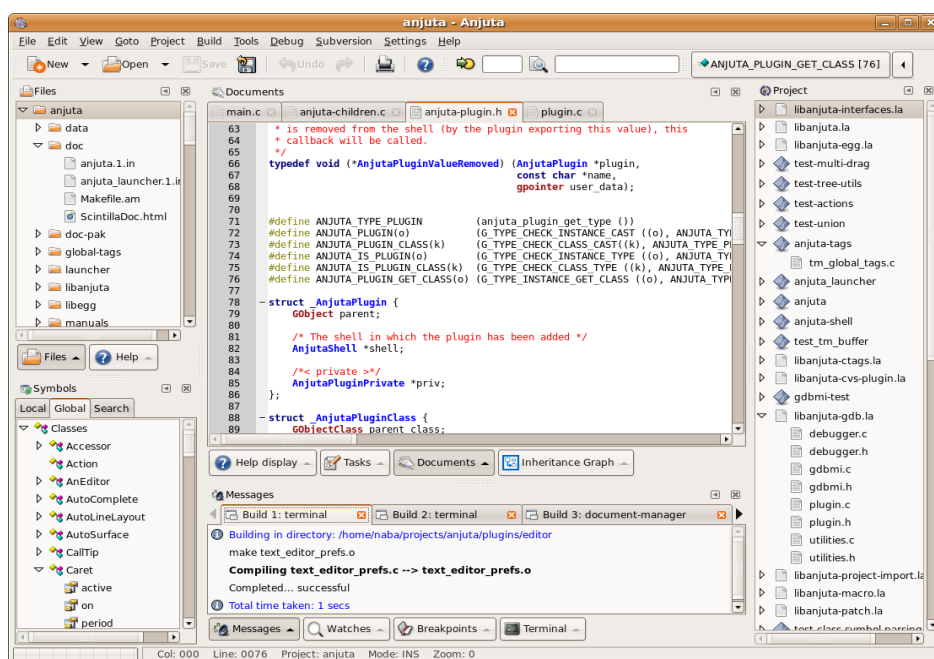 anjuta - Anjuta
File Edit View Goto Project Build Tools Debug Subversion Settings Help
New Open Save Undo ANJUTA_PLUGIN_GET_CLASS [76]
Files
anjuta
data
doc
anjuta.1.in
anjuta_launcher.1.in
Makefile.am
ScintillaDoc.html
doc-pak
global-tags
launcher
libanjuta
libegg
manuals
Files Help
Symbols
Local Global Search
Classes
Accessor
Action
AnEditor
AutoComplete
AutoLineLayout
AutoSurface
CallTip
Caret
active
on
period
Documents
main.c anjuta-children.c anjuta-plugin.h plugin.c
63 * is removed from the shell (by the plugin exporting this value), this
64 * callback will be called.
65 */
66 typedef void (*AnjutaPluginValueRemoved) (AnjutaPlugin *plugin,
67 const char *name,
68 gpointer user_data);
69
70
71 #define ANJUTA_TYPE_PLUGIN (anjuta_plugin_get_type ())
72 #define ANJUTA_PLUGIN(o) (G_TYPE_CHECK_INSTANCE_CAST ((o), ANJUTA_TY
73 #define ANJUTA_PLUGIN_CLASS(k) (G_TYPE_CHECK_CLASS_CAST((k), ANJUTA_TYPE_P
74 #define ANJUTA_IS_PLUGIN(o) (G_TYPE_CHECK_INSTANCE_TYPE ((o), ANJUTA_TY
75 #define ANJUTA_IS_PLUGIN_CLASS(k) (G_TYPE_CHECK_CLASS_TYPE ((k), ANJUTA_TYPE_
76 #define ANJUTA_PLUGIN_GET_CLASS(o) (G_TYPE_INSTANCE_GET_CLASS ((o), ANJUTA_TYP
77
78 struct _AnjutaPlugin {
79 GObject parent;
80
81 /* The shell in which the plugin has been added */
82 AnjutaShell *shell;
83
84 /*< private >*/
85 AnjutaPluginPrivate *priv;
86 };
87
88 struct _AnjutaPluginClass {
89 GObjectClass parent_class;
Help display Tasks Documents Inheritance Graph
Messages
Build 1: terminal Build 2: terminal Build 3: document-manager
Building in directory: /home/naba/projects/anjuta/plugins/editor
make text_editor_prefs.o
Compiling text_editor_prefs.c --> text_editor_prefs.o
Completed... successful
Total time taken: 1 secs
Messages Watches Breakpoints Terminal
Project
libanjuta-interfaces.la
libanjuta.la
libanjuta-egg.la
test-multi-drag
test-tree-utils
test-actions
test-union
anjuta-tags
tm_global_tags.c
anjuta_launcher
anjuta
anjuta-shell
test_tm_buffer
libanjuta-ctags.la
libanjuta-cvs-plugin.la
gdbmi-test
libanjuta-gdb.la
debugger.c
debugger.h
gdbmi.c
gdbmi.h
plugin.c
plugin.h
utilities.c
utilities.h
libanjuta-project-import.la
libanjuta-macro.la
libanjuta-patch.la
test-class-symbol-parsing
Col: 000 Line: 0076 Project: anjuta Mode: INS Zoom: 0